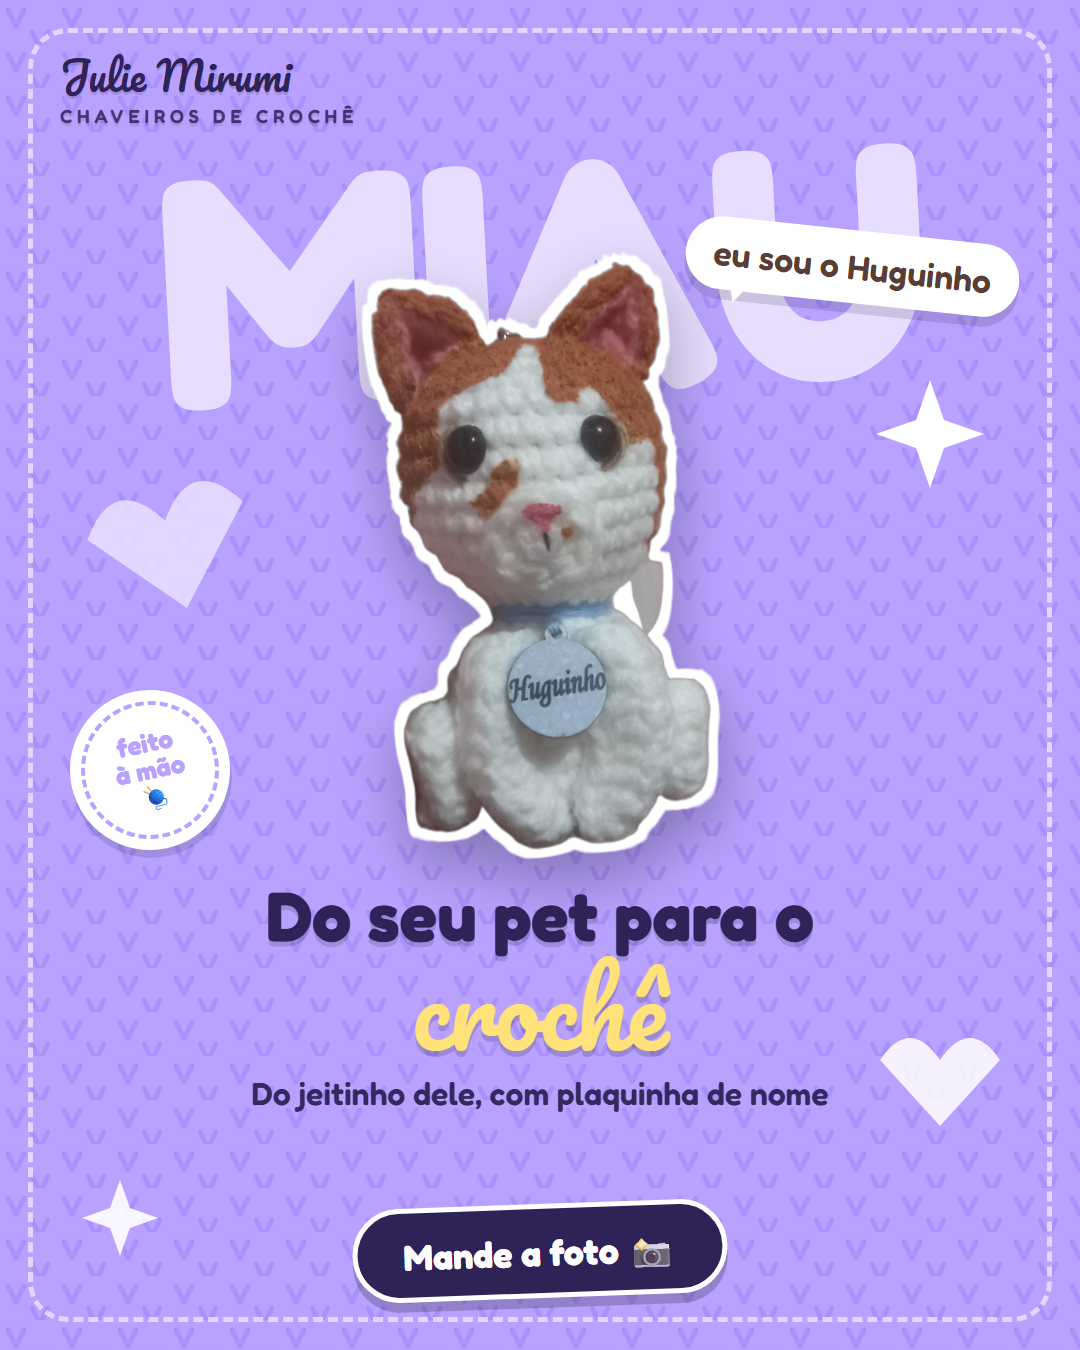 Julie Mirumi
CHAVEIROS DE CROCHÊ
MIAU
eu sou o Huguinho
Huguinho
feito
à mão
Do seu pet para o
crochê
Do jeitinho dele, com plaquinha de nome
Mande a foto 📸